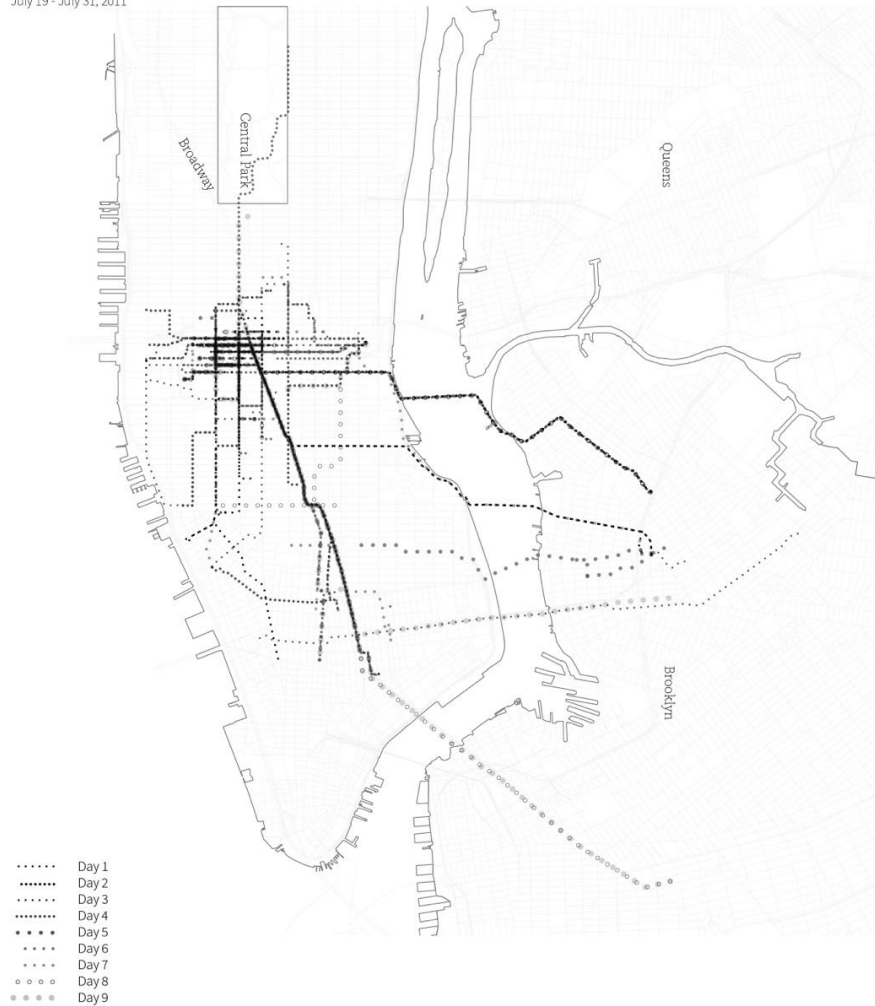 July 19 - July 31, 2011
Queens
Central Park
Broadway
Brooklyn
Day 1
Day 2
Day 3
Day 4
Day 5
Day 6
Day 7
Day 8
Day 9